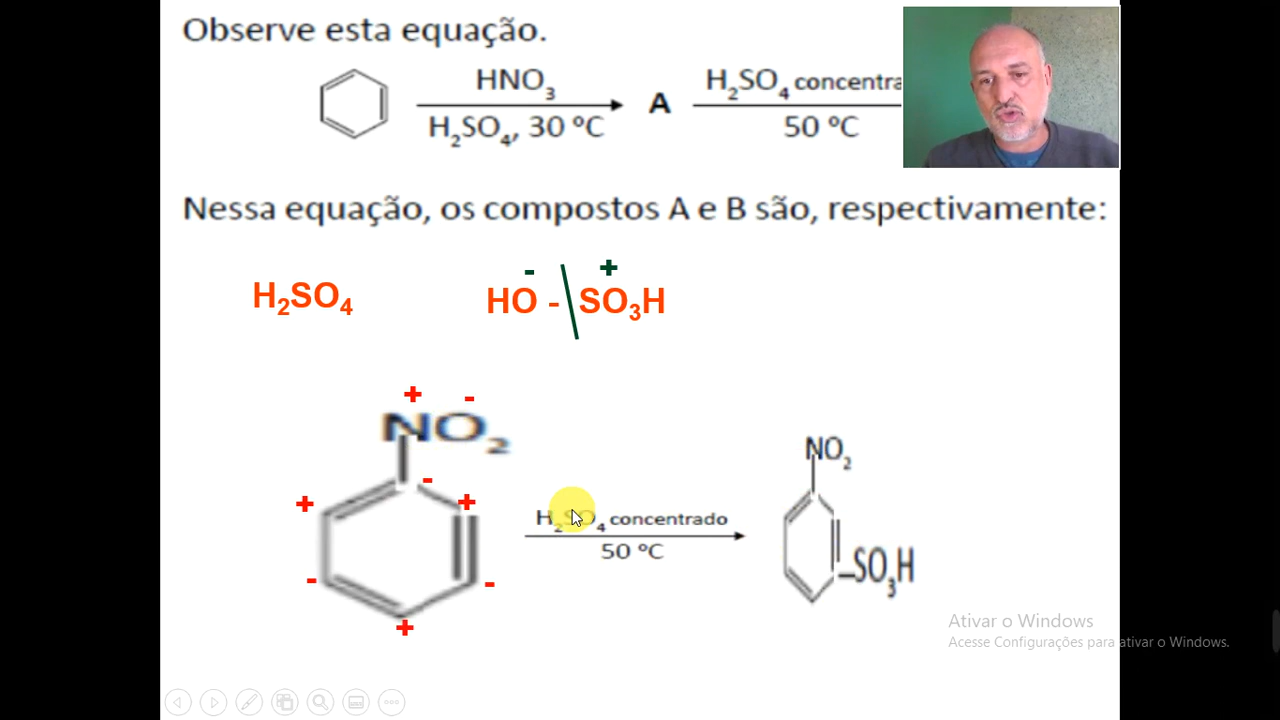 Observe esta equação.
HNO3 A H2SO4 concentra
H2SO4, 30 ºC 50 ºC
Nessa equação, os compostos A e B são, respectivamente:
- +
H2SO4 HO - SO3H
+ -
NO2
NO2
-
+ +
H2SO4 concentrado
50 ºC
SO3H
- -
+
Ativar o Windows
Acesse Configurações para ativar o Windows.